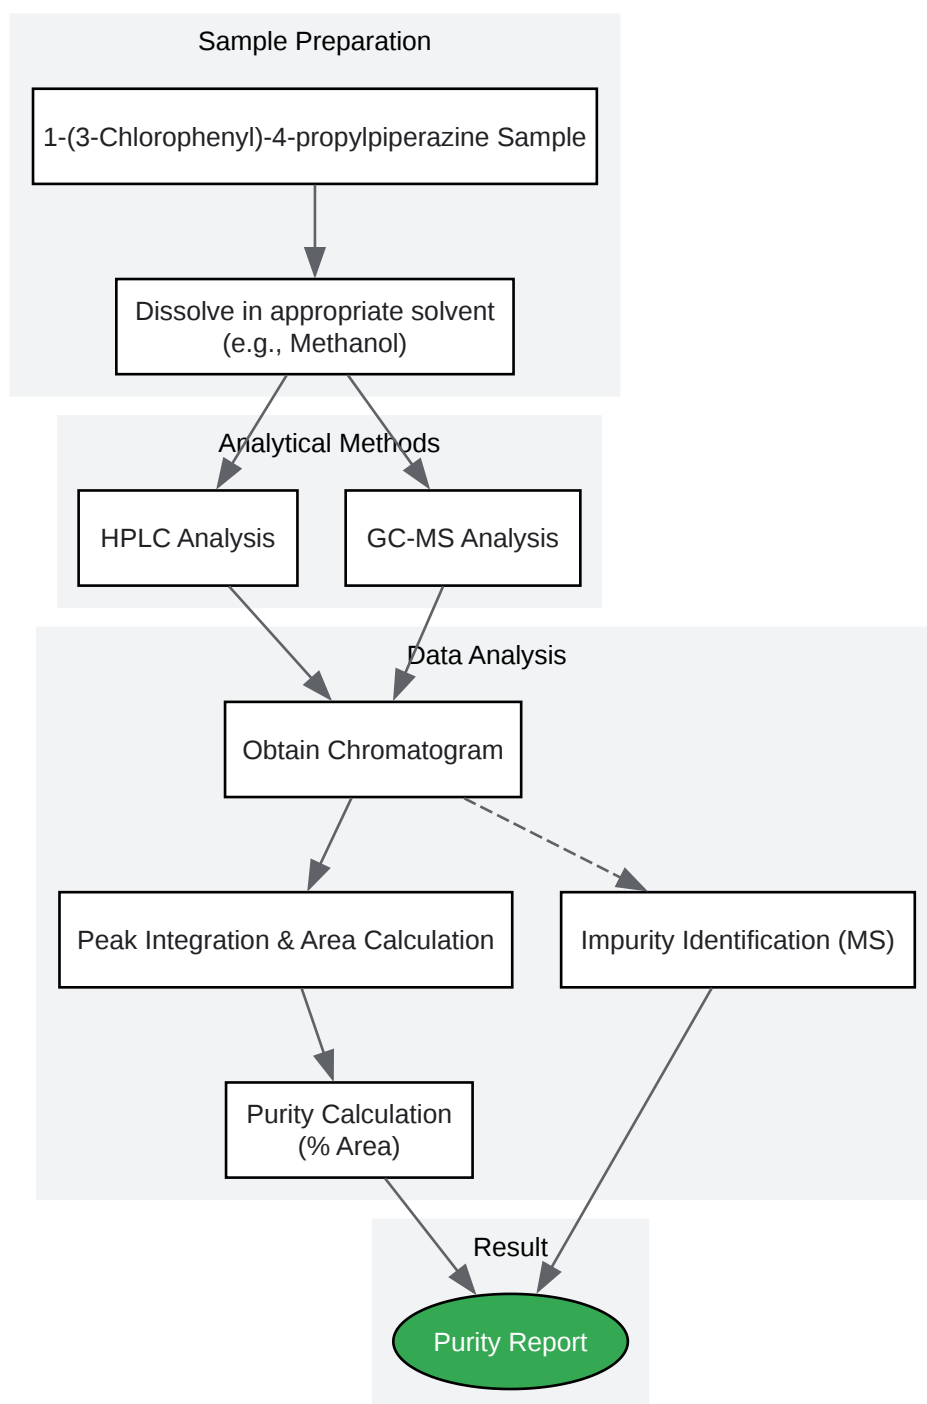 Sample Preparation
1-(3-Chlorophenyl)-4-propylpiperazine Sample
Dissolve in appropriate solvent
(e.g., Methanol)
Analytical Methods
HPLC Analysis
GC-MS Analysis
Data Analysis
Obtain Chromatogram
Peak Integration & Area Calculation
Impurity Identification (MS)
Purity Calculation
(% Area)
Result
Purity Report